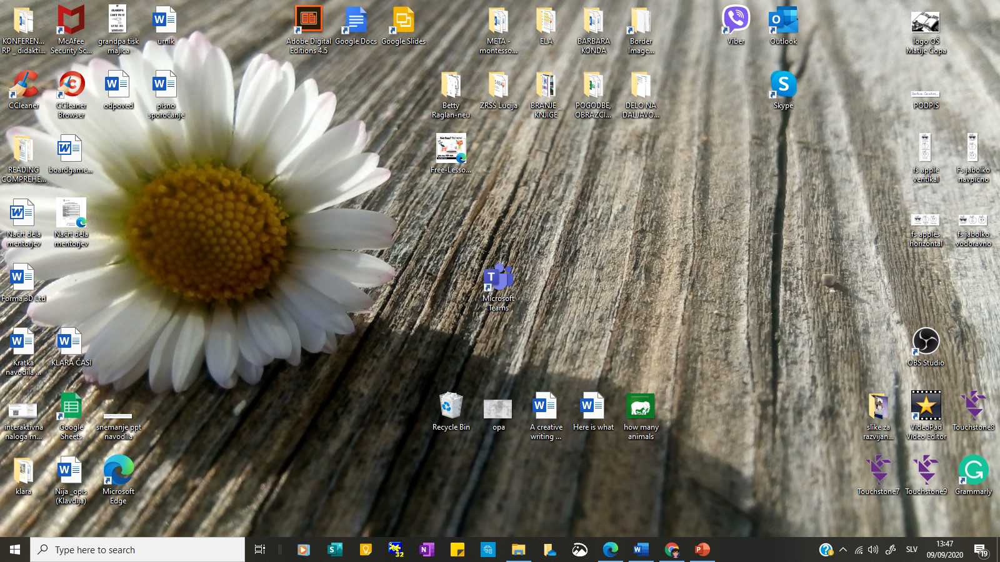 KONFEREN...
RP _ didakti...
McAfee
Security Sc...
grandpa tisk
majica
urnik
Adobe Digital
Editions 4.5
Google Docs
Google Slides
META -
montesso...
ELA
BARBARA
KONDA
Border
Image...
Viber
Outlook
logo OŠ
Matije Čopa
CCleaner
CCleaner
Browser
odpoved
pisno
sporočanje
Betty
Raglan-neu
ZRSŠ Lucija
BRANJE _
KNJIGE
POGODBE,
OBRAZCI...
DELO NA
DALJAVO...
Skype
PODPIS
READING
COMPREHE...
boardgame...
Free-Lesso...
fs apple
veritikal
Fs jabolko
navpično
Načrt dela
mentorjev
Načrt dela
mentorjev
fs apples
horizontal
fs jabolko
vodoravno
Forma 3D Ltd
Microsoft
Teams
Kratka
navodila ...
KLARA ČASI
OBS Studio
interaktivna
naloga m...
Google
Sheets
snemanje ppt
navodila
Recycle Bin
opa
A creative
writing ...
Here is what
how many
animals
slike za
razvijan...
VideoPad
Video Editor
Touchstone8
klara
Nija _opis
(Klavdija)
Microsoft
Edge
Touchstone7
Touchstone9
Grammarly
Type here to search
32
SLV
13:47
09/09/2020
19